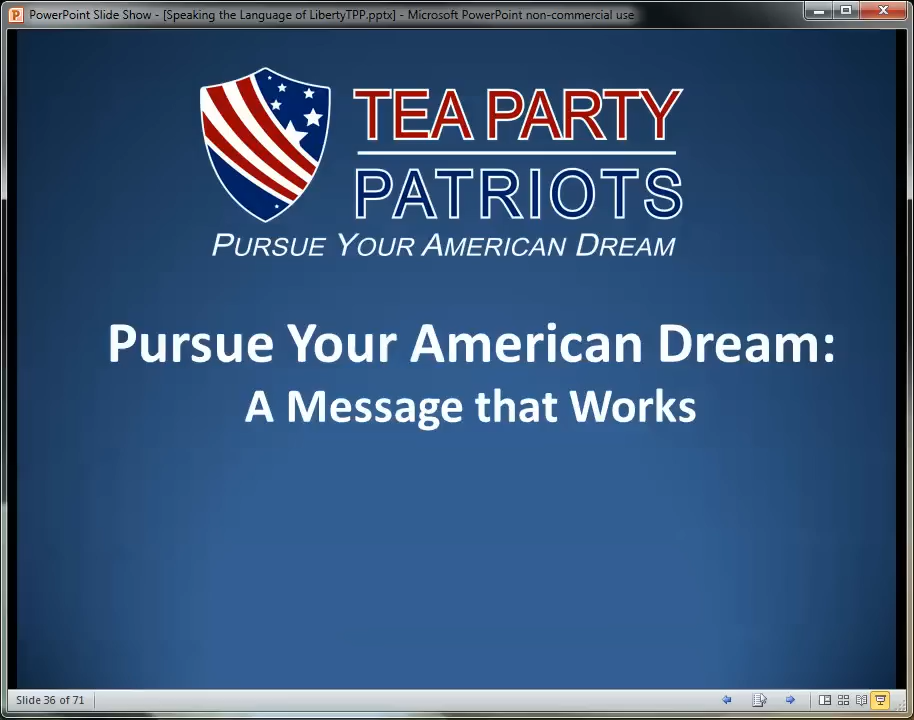 PowerPoint Slide Show - [Speaking the Language of LibertyTPP.pptx] - Microsoft PowerPoint non-commercial use
TEA PARTY
PATRIOTS
PURSUE YOUR AMERICAN DREAM
Pursue Your American Dream:
A Message that Works
Slide 36 of 71